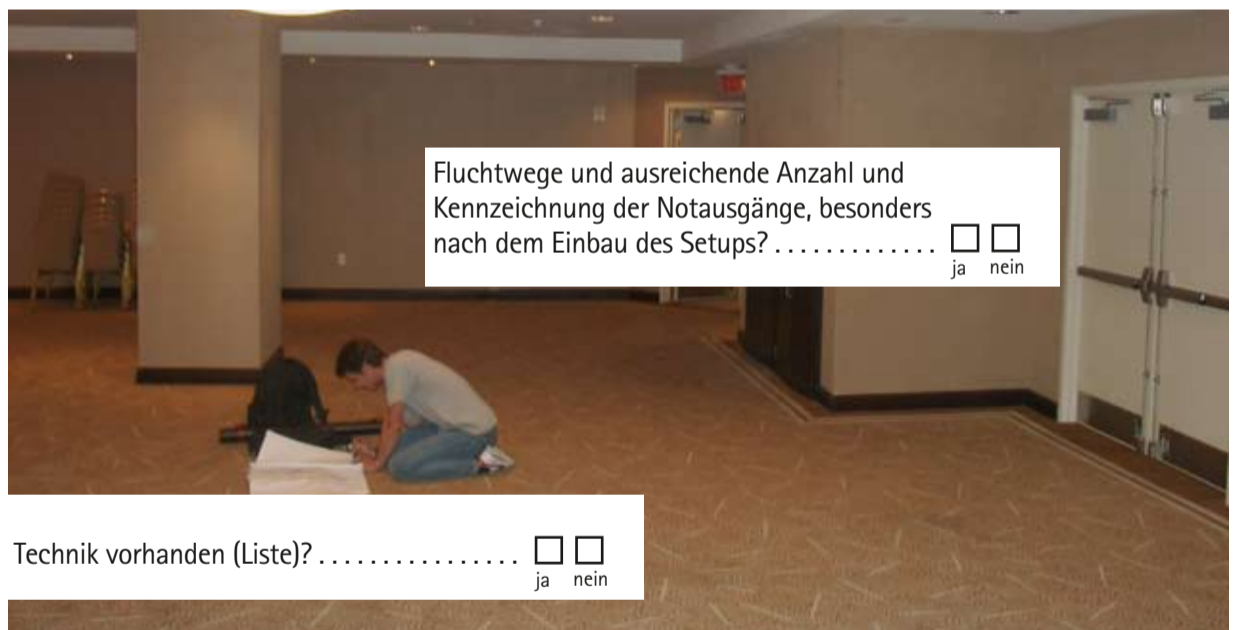 Fluchtwege und ausreichende Anzahl und
Kennzeichnung der Notausgänge, besonders
nach dem Einbau des Setups? . . . . . . . . . . . . .
ja nein
Technik vorhanden (Liste)? . . . . . . . . . . . . . . . .
ja nein